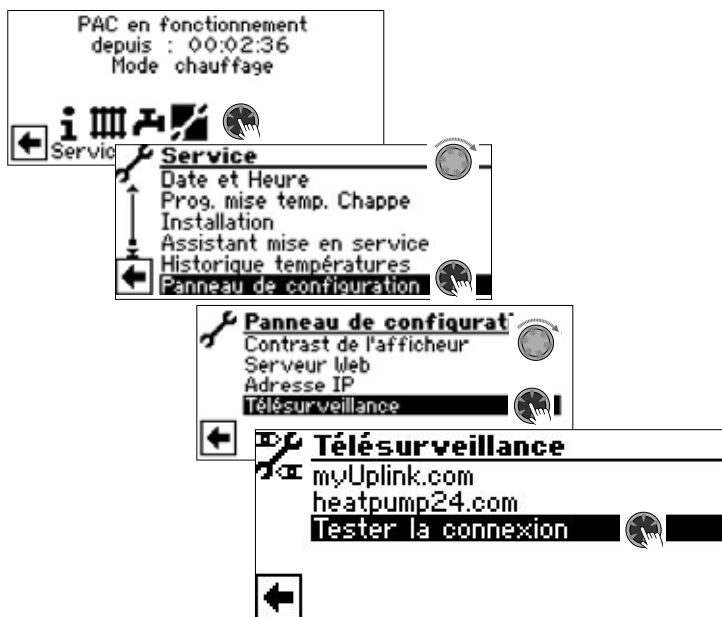 PAC en fonctionnement
depuis : 00:02:36
Mode chauffage
Service
Date et Heure
Prog. mise temp. Chappe
Installation
Assistant mise en service
Historique températures
Panneau de configuration
Panneau de configurat
Contrast de l'afficheur
Serveur Web
Adresse IP
Télésurveillance
Télésurveillance
myUplink.com
heatpump24.com
Tester la connexion